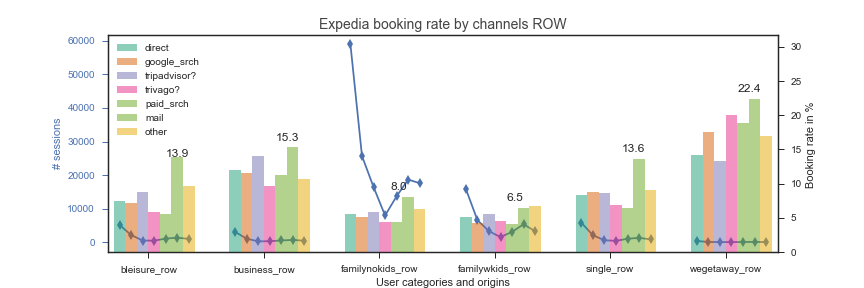 Expedia booking rate by channels ROW
60000
50000
40000
30000
20000
10000
0
# sessions
direct
google_srch
tripadvisor?
trivago?
paid_srch
mail
other
13.9
15.3
8.0
6.5
13.6
22.4
30
25
20
15
10
5
0
Booking rate in %
bleisure_row
business_row
familynokids_row
familywkids_row
single_row
wegetaway_row
User categories and origins